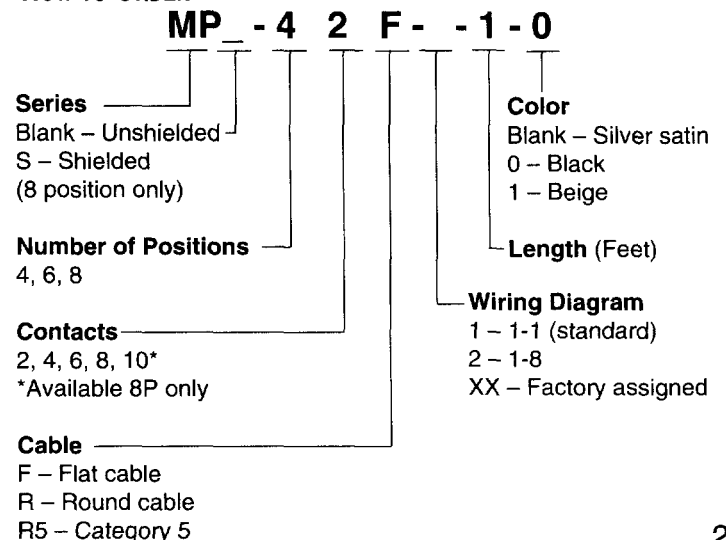 MP_ - 4 2 F - - 1 - 0
Series
Blank – Unshielded
S – Shielded
(8 position only)
Number of Positions
4, 6, 8
Contacts
2, 4, 6, 8, 10*
*Available 8P only
Cable
F – Flat cable
R – Round cable
R5 – Category 5
Color
Blank – Silver satin
0 – Black
1 – Beige
Length (Feet)
Wiring Diagram
1 – 1-1 (standard)
2 – 1-8
XX – Factory assigned